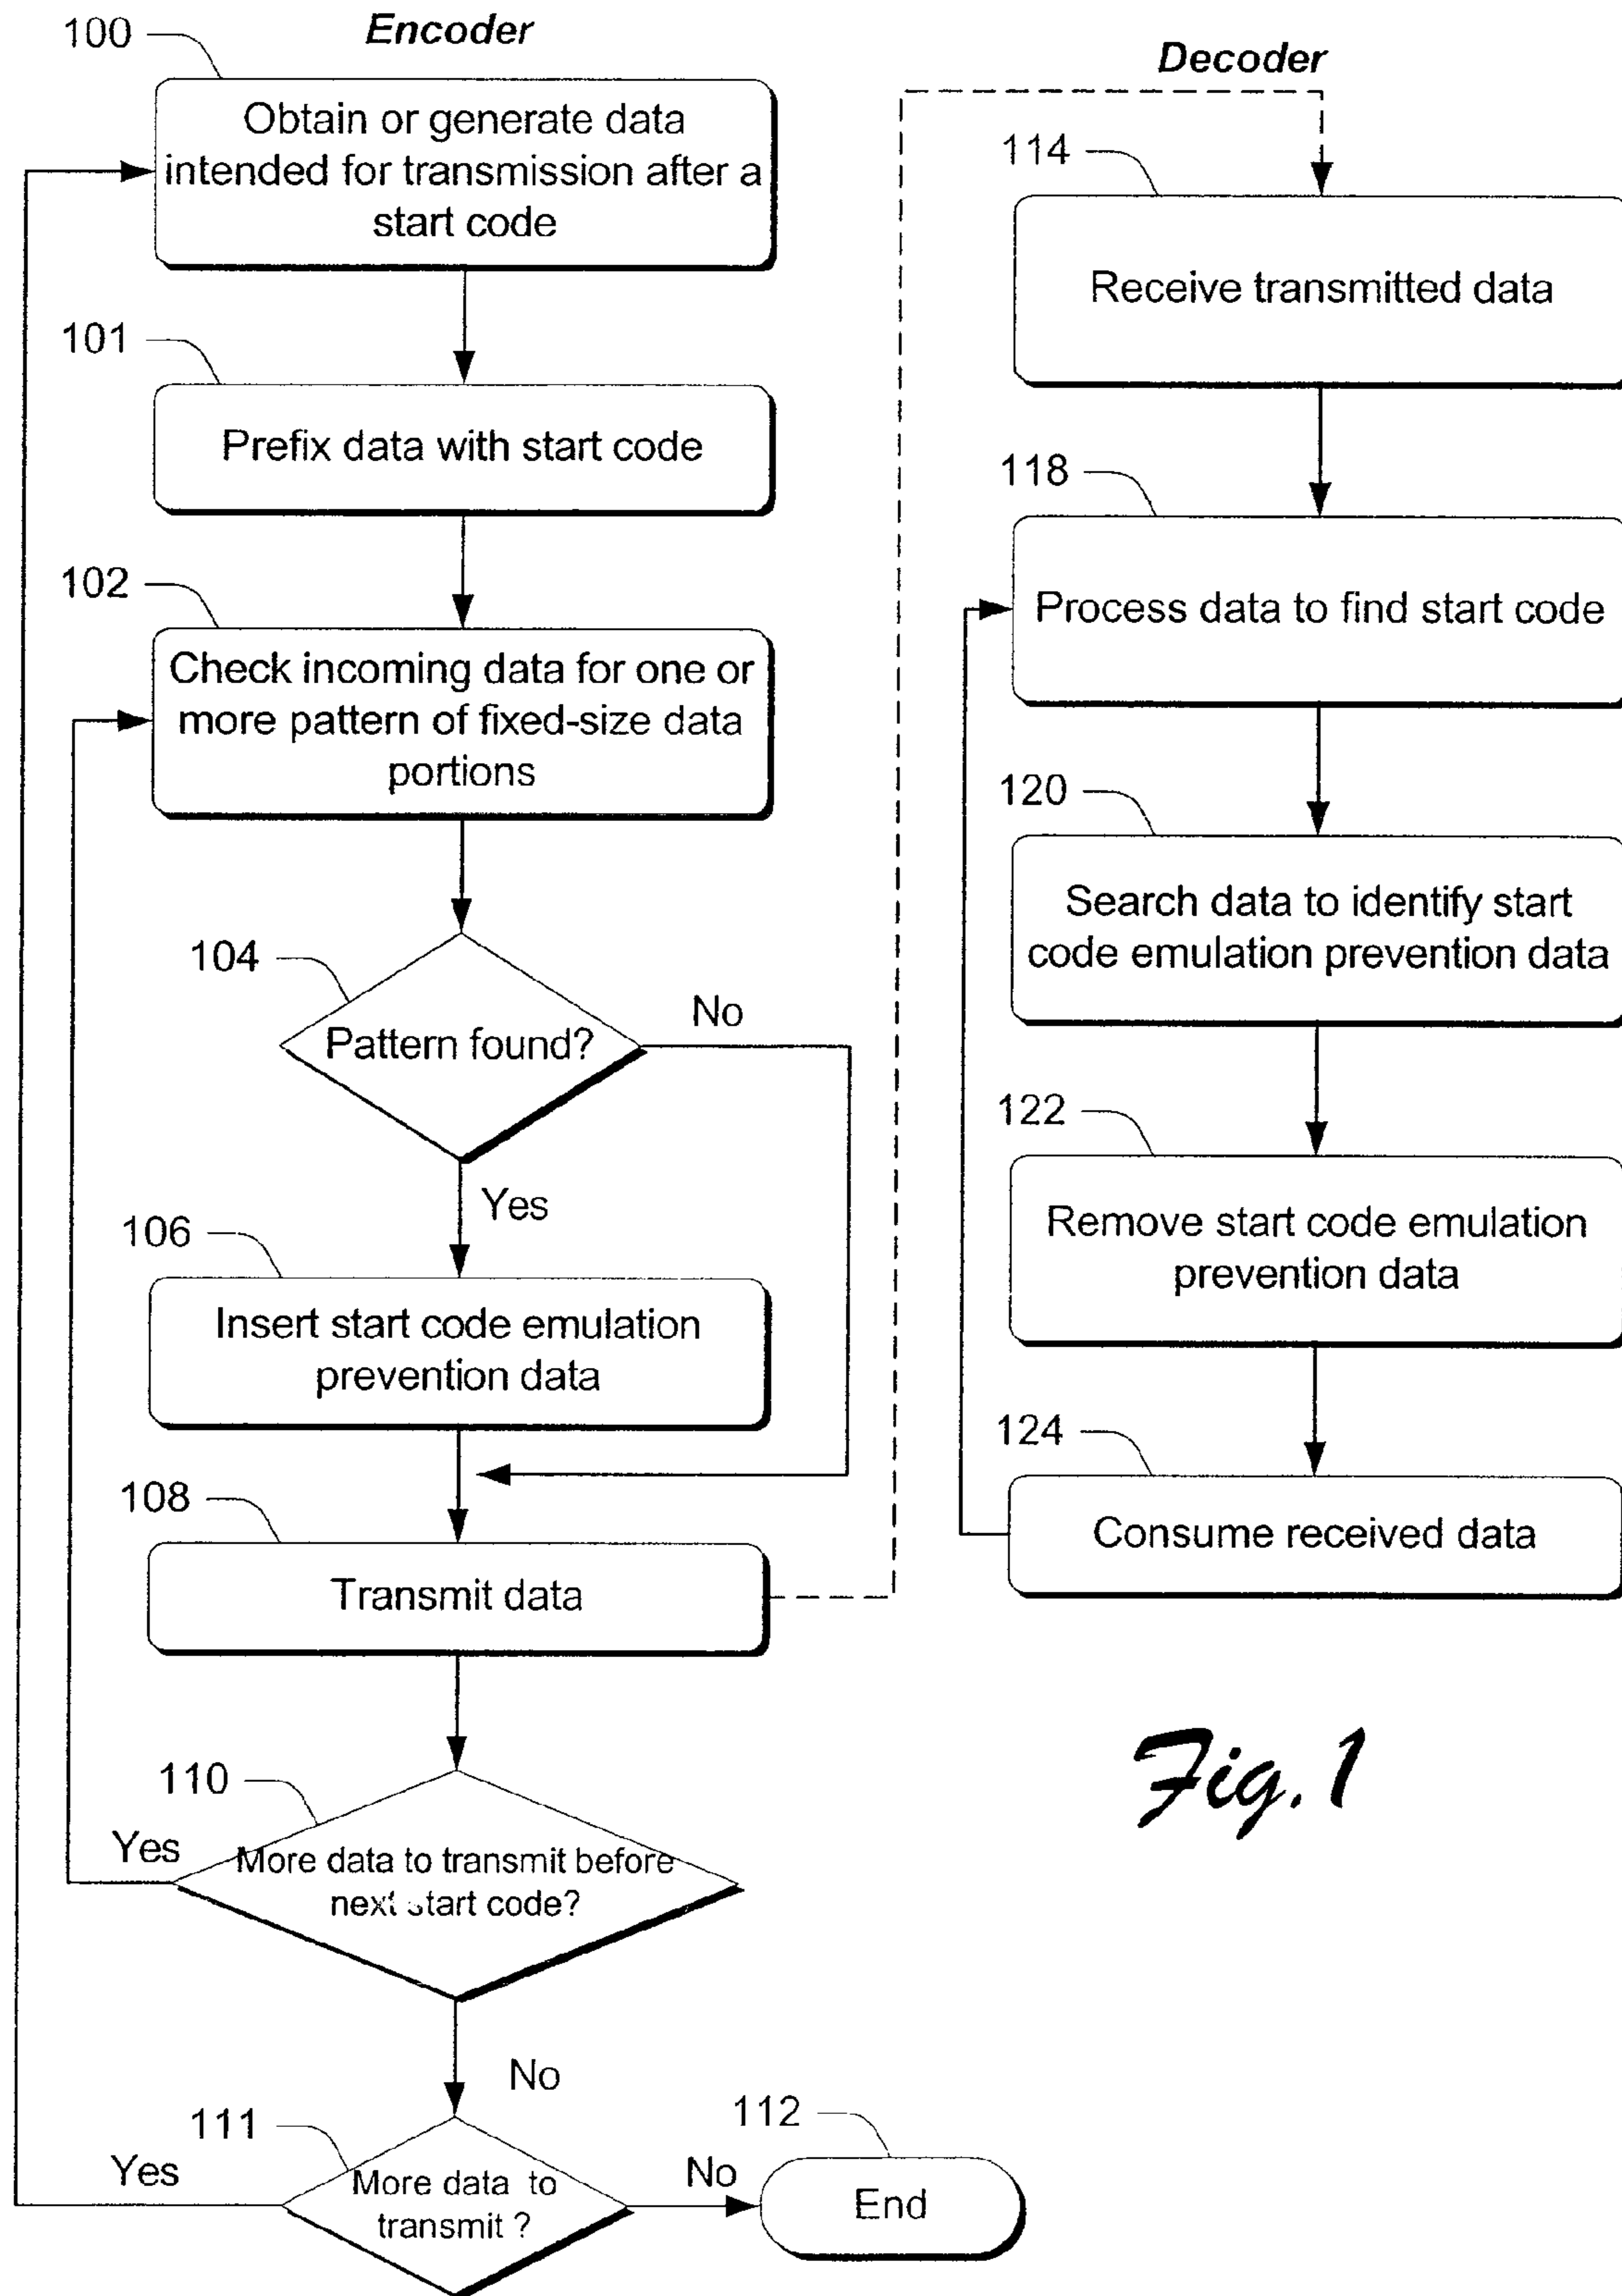 Encoder
100
Obtain or generate data
intended for transmission after a
start code
101
Prefix data with start code
102
Check incoming data for one or
more pattern of fixed-size data
portions
104
Pattern found?
No
Yes
106
Insert start code emulation
prevention data
108
Transmit data
110
Yes
More data to transmit before
next start code?
No
111
Yes
More data to
transmit ?
No
112
End
Decoder
114
Receive transmitted data
118
Process data to find start code
120
Search data to identify start
code emulation prevention data
122
Remove start code emulation
prevention data
124
Consume received data
Fig. 1